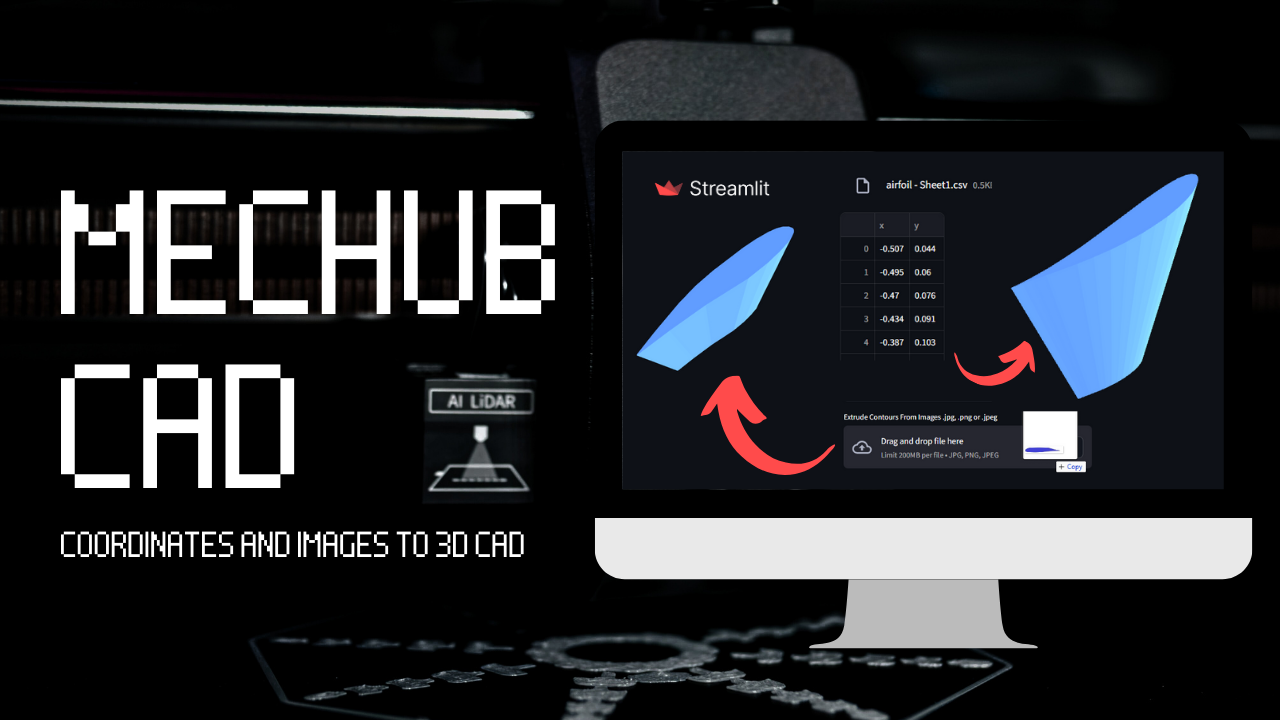 MECHUB
CAD
COORDINATES AND IMAGES TO 3D CAD
AI LiDAR
Streamlit
airfoil - Sheet1.csv 0.5KI
x y
0 -0.507 0.044
1 -0.495 0.06
2 -0.47 0.076
3 -0.434 0.091
4 -0.387 0.103
Extrude Contours From Images .jpg, .png or .jpeg
Drag and drop file here
Limit 200MB per file • JPG, PNG, JPEG
+ Copy